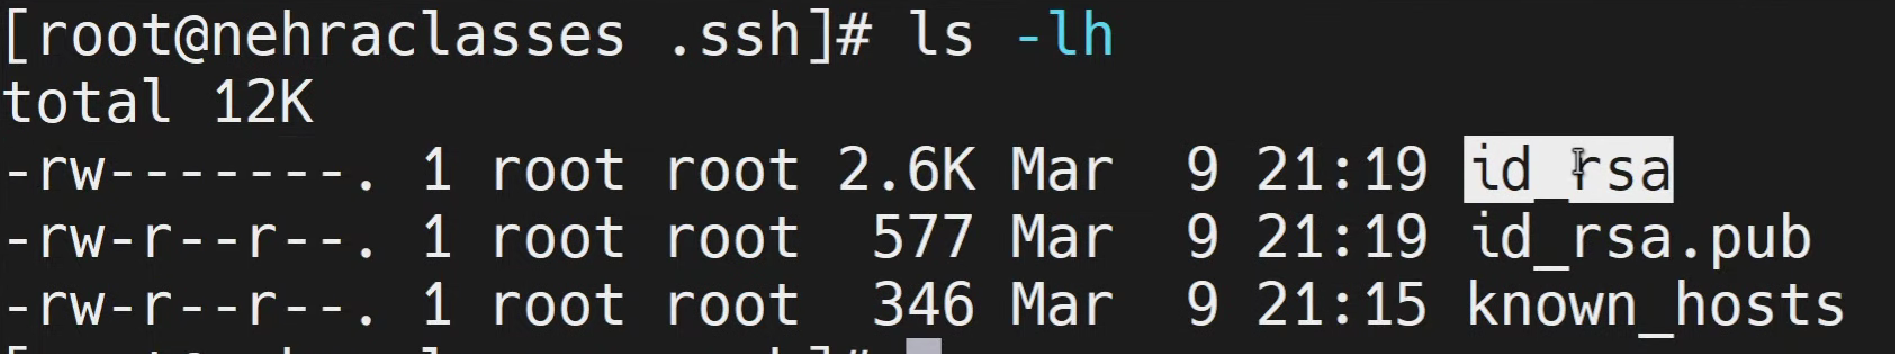 [root@nehraclasses .ssh]# ls -lh
total 12K
-rw-------. 1 root root 2.6K Mar  9 21:19 id_rsa
-rw-r--r--. 1 root root  577 Mar  9 21:19 id_rsa.pub
-rw-r--r--. 1 root root  346 Mar  9 21:15 known_hosts